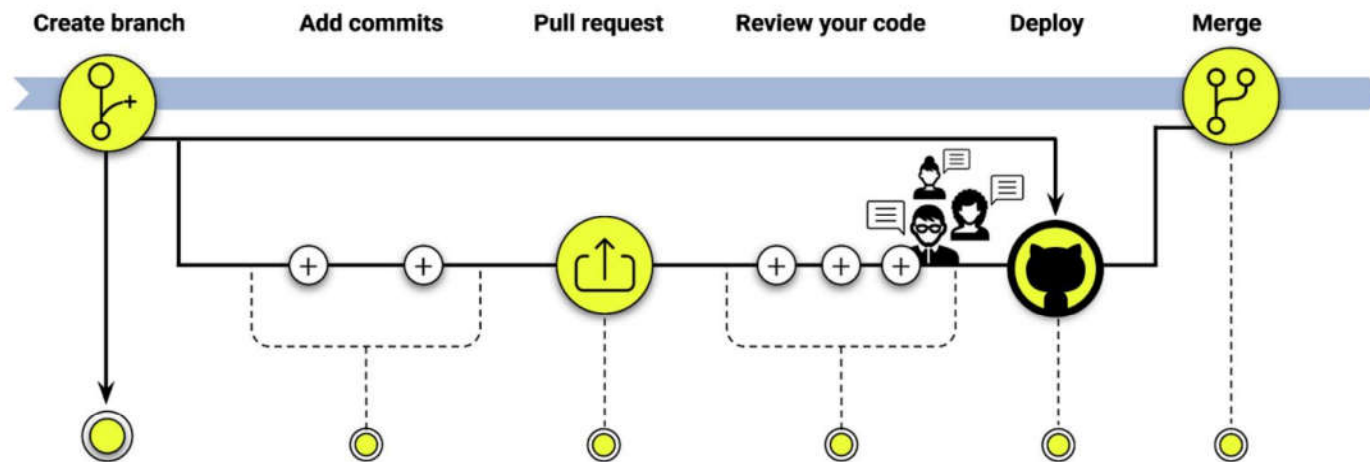 Create branch
Add commits
Pull request
Review your code
Deploy
Merge